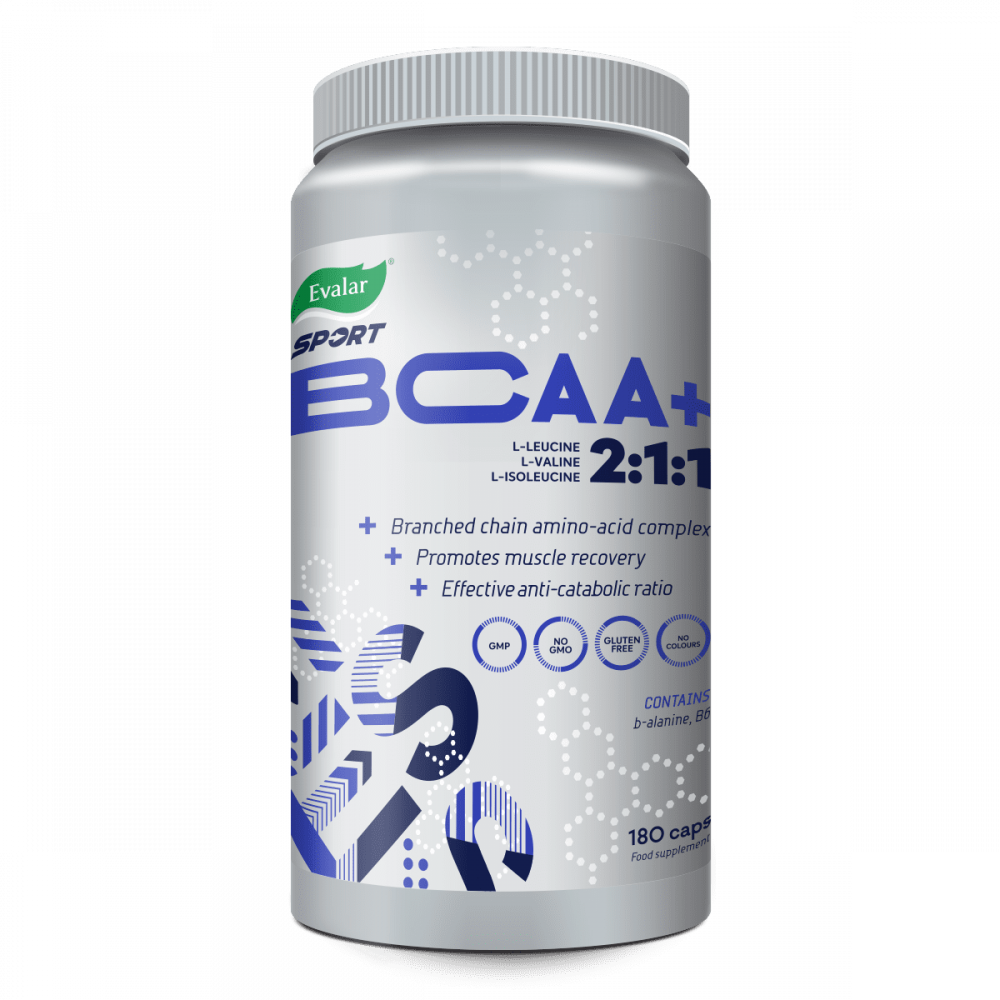 Evalar®
SPORT
BCAA+
L-LEUCINE
L-VALINE
L-ISOLEUCINE
2:1:1
+ Branched chain amino-acid complex
+ Promotes muscle recovery
+ Effective anti-catabolic ratio
GMP
NO
GMO
GLUTEN
FREE
NO
COLOURS
CONTAINS
b-alanine, B6
180 caps
Food supplement